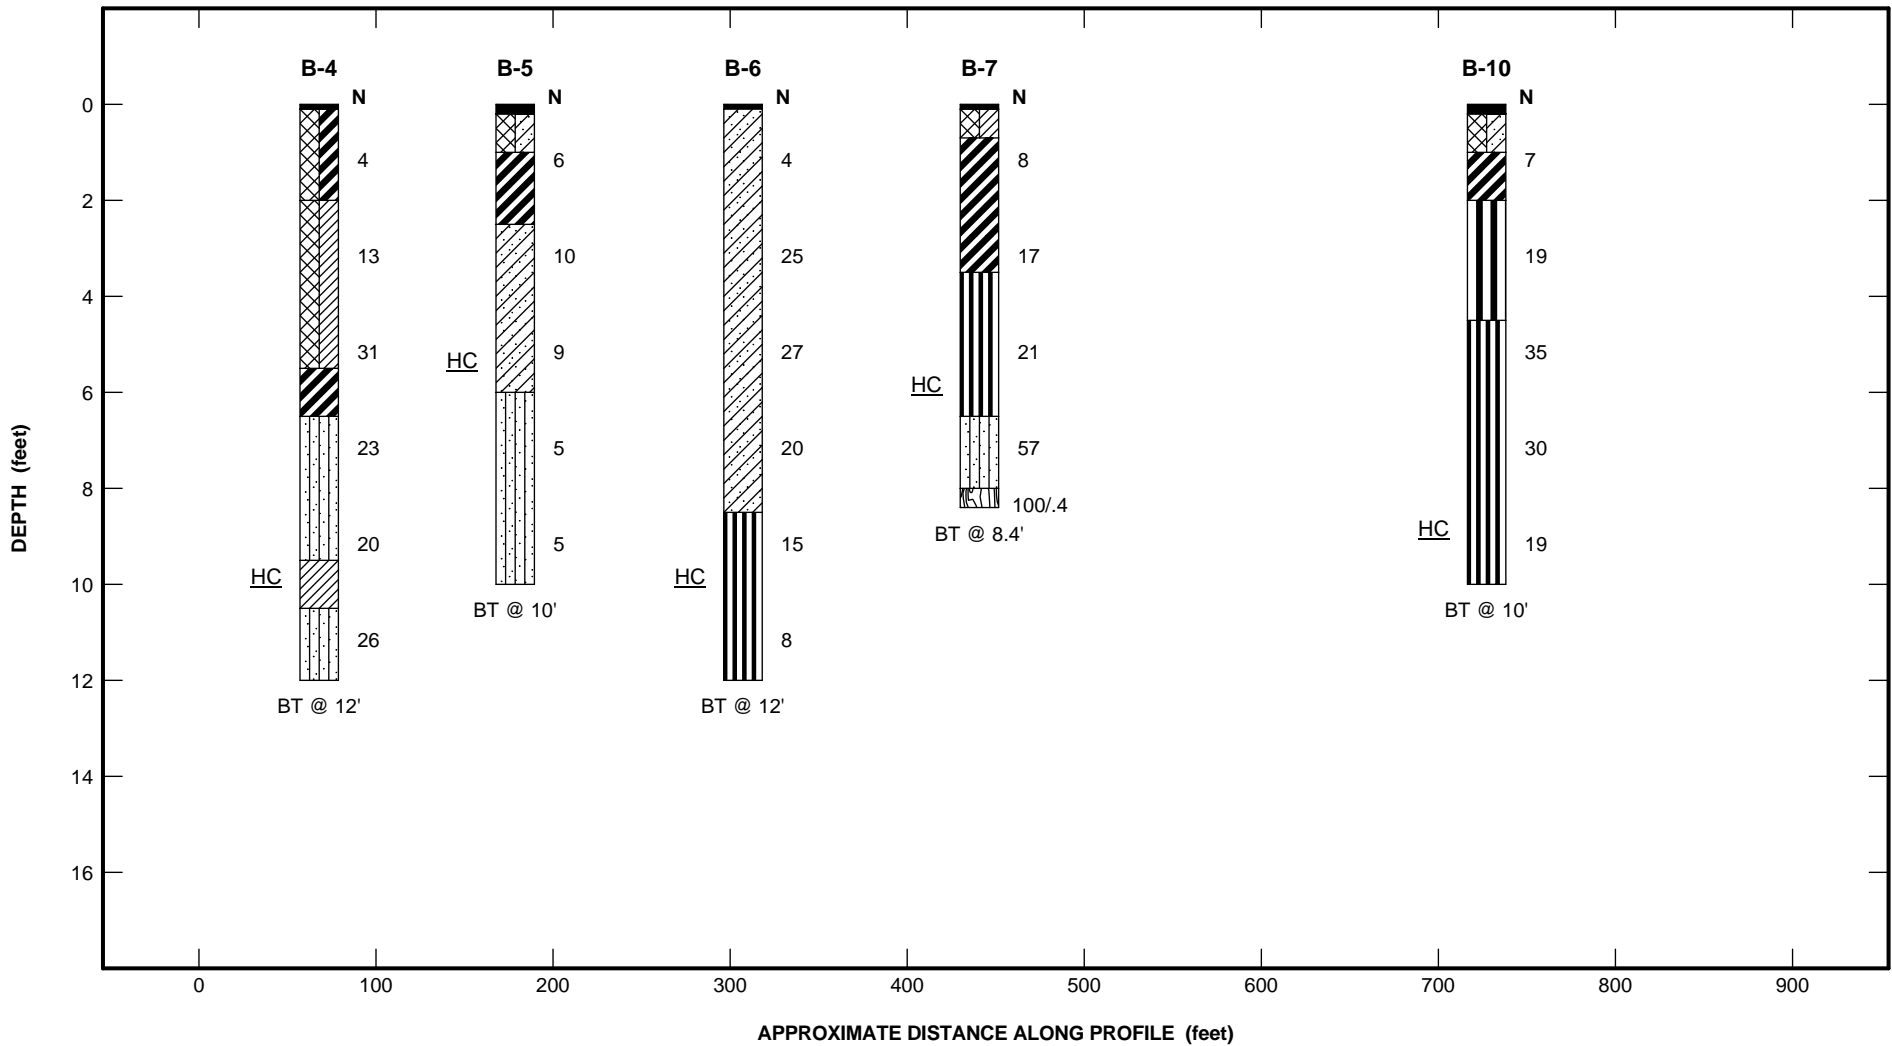 B-4 B-5 B-6 B-7 B-10
N N N N N
0
4 6 4 8 7
2
13 10 25 17 19
4
31 9 27 21 35
HC
HC
6
23 5 20 57 30
8
100/.4
HC
BT @ 8.4'
20 5 15 19
HC HC
10
BT @ 10' BT @ 10'
26 8
12
BT @ 12' BT @ 12'
14
16
DEPTH (feet)
0 100 200 300 400 500 600 700 800 900
APPROXIMATE DISTANCE ALONG PROFILE (feet)